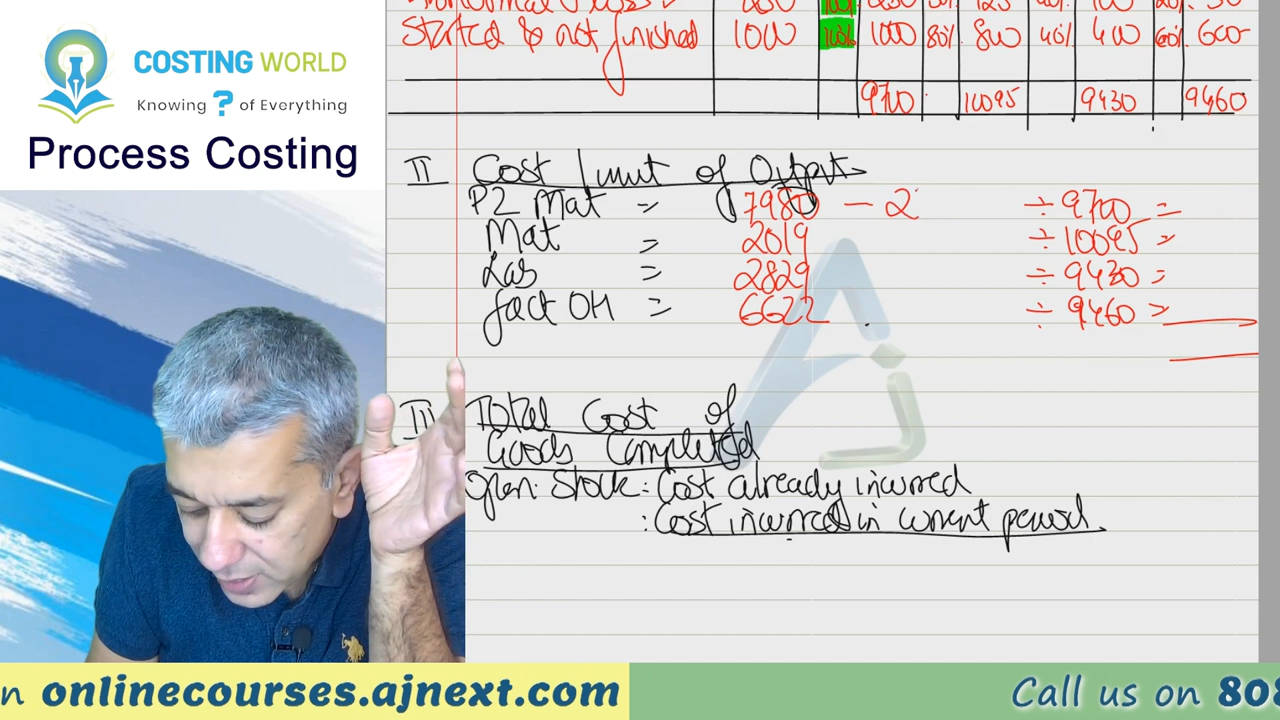 Started & not finished 1000 100% 1000 80% 800 40% 400 60% 600
9700 10095 9430 9460
COSTING WORLD
Knowing ? of Everything
Process Costing
II Cost/unit of Output
P2 Mat = 7980 - 2 ÷ 9700 =
Mat = 2019 ÷ 10095 =
Lab = 2829 ÷ 9430 =
fact OH = 6622 ÷ 9460 =
III Total Cost of
Goods Completed
Open. Stock: Cost already incurred
: Cost incurred in current period
n onlinecourses.ajnext.com
Call us on 808